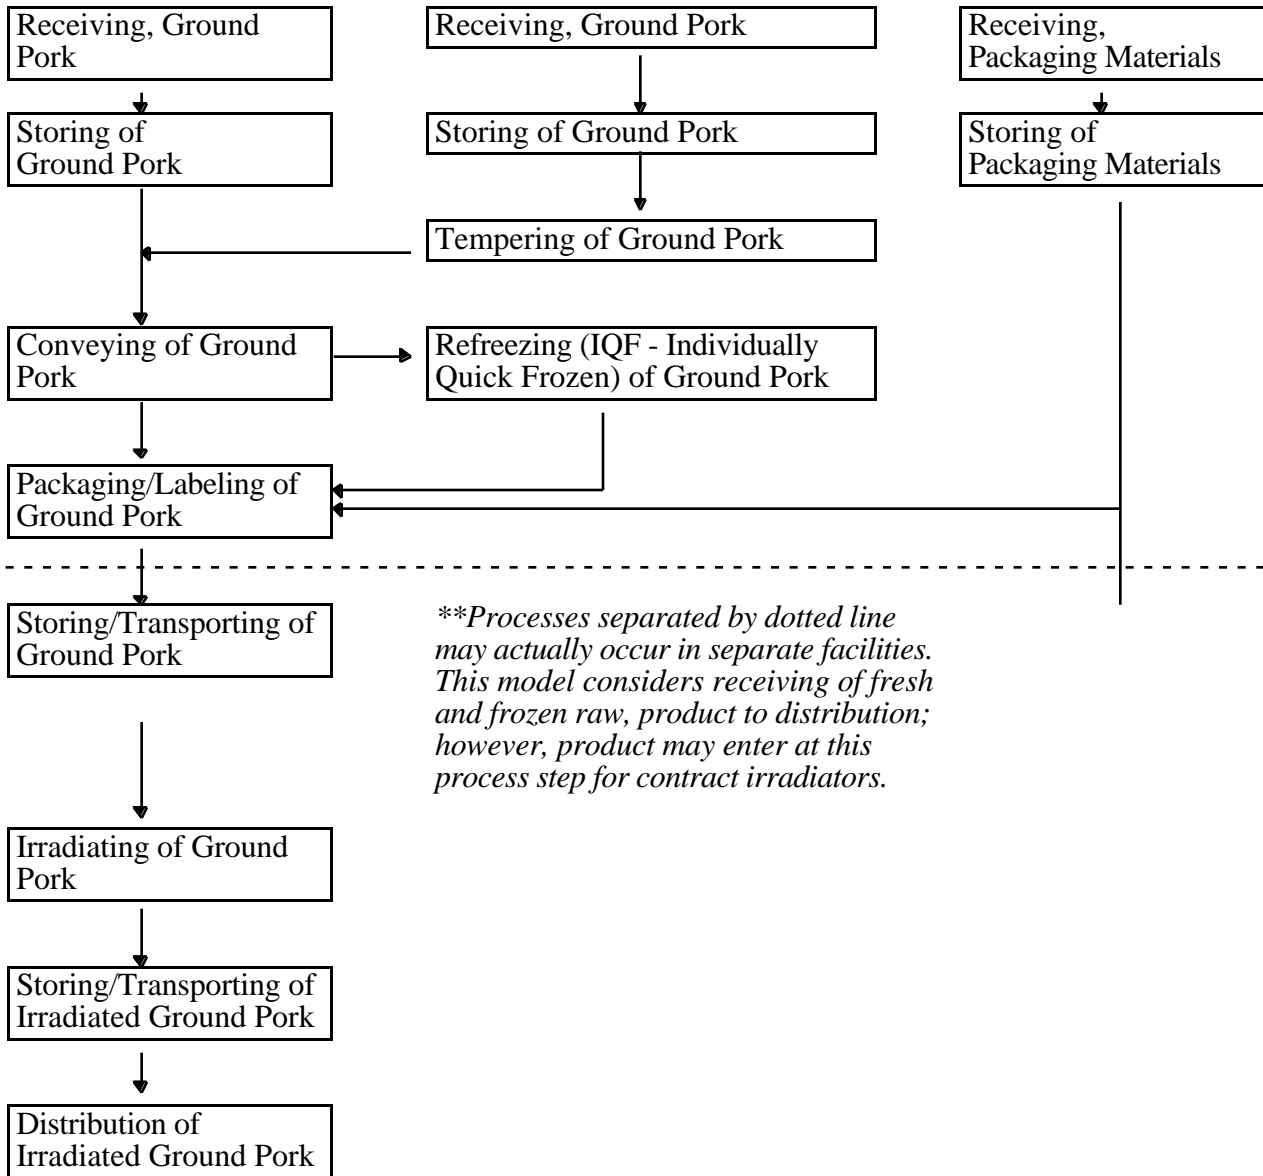 Receiving, Ground
Pork
Receiving, Ground Pork
Receiving,
Packaging Materials
Storing of
Ground Pork
Storing of Ground Pork
Storing of
Packaging Materials
Tempering of Ground Pork
Conveying of Ground
Pork
Refreezing (IQF - Individually
Quick Frozen) of Ground Pork
Packaging/Labeling of
Ground Pork
Storing/Transporting of
Ground Pork
**Processes separated by dotted line
may actually occur in separate facilities.
This model considers receiving of fresh
and frozen raw, product to distribution;
however, product may enter at this
process step for contract irradiators.
Irradiating of Ground
Pork
Storing/Transporting of
Irradiated Ground Pork
Distribution of
Irradiated Ground Pork